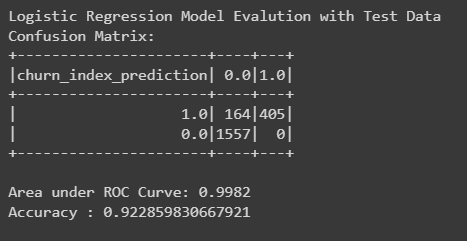 Logistic Regression Model Evalution with Test Data
Confusion Matrix:
+----------------------+----+---+
|churn_index_prediction| 0.0|1.0|
+----------------------+----+---+
|                   1.0| 164|405|
|                   0.0|1557|  0|
+----------------------+----+---+
Area under ROC Curve: 0.9982
Accuracy : 0.922859830667921